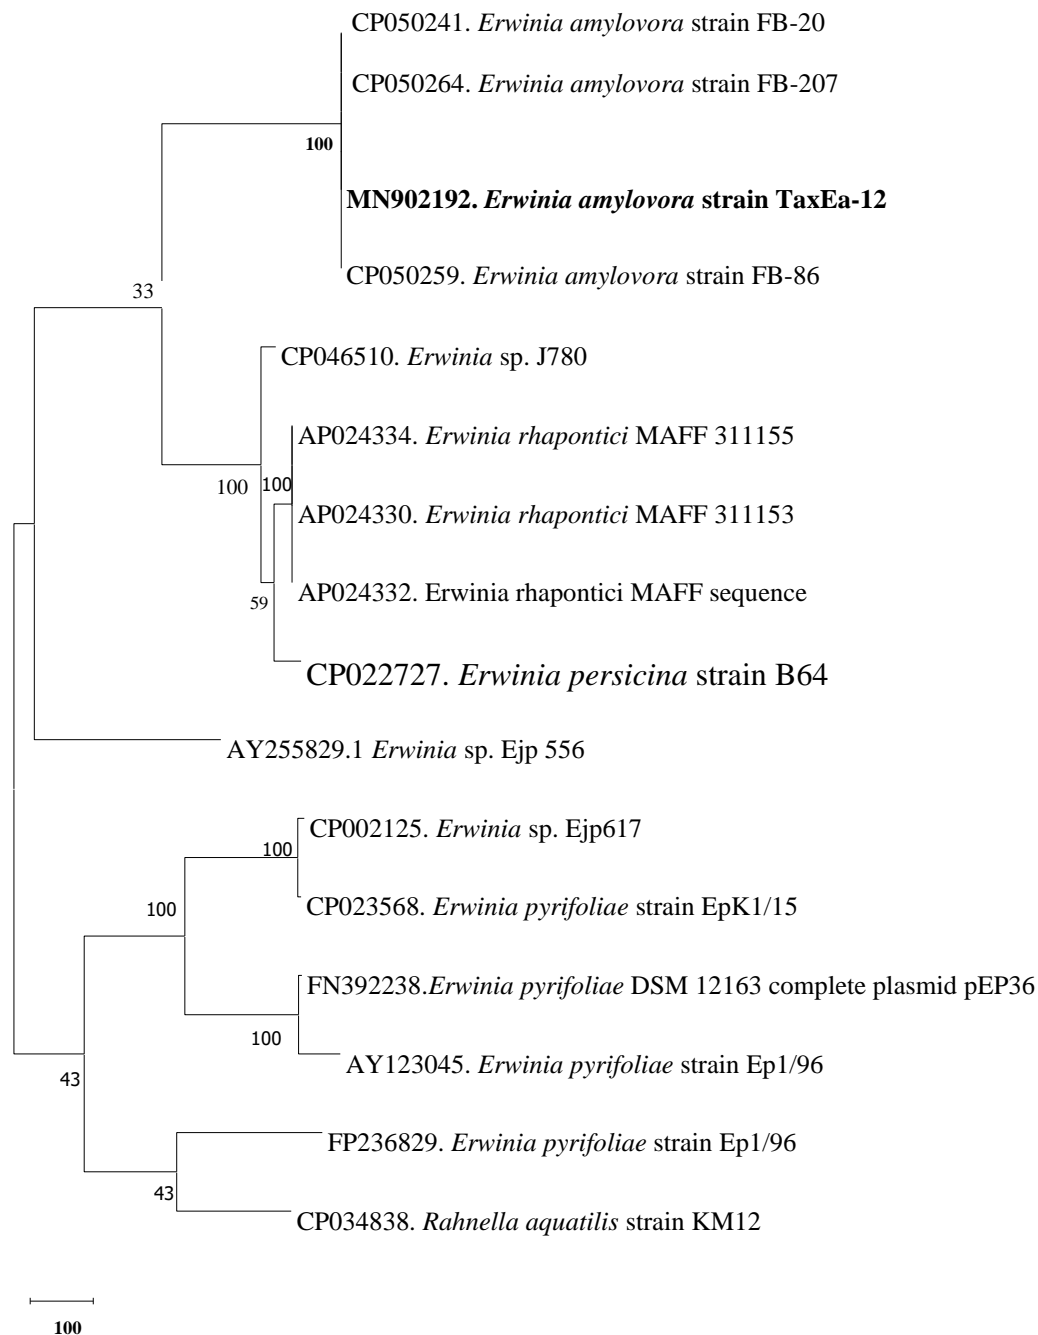 CP050241. Erwinia amylovora strain FB-20
CP050264. Erwinia amylovora strain FB-207
100
MN902192. Erwinia amylovora strain TaxEa-12
CP050259. Erwinia amylovora strain FB-86
33
CP046510. Erwinia sp. J780
AP024334. Erwinia rhapontici MAFF 311155
100 100
AP024330. Erwinia rhapontici MAFF 311153
AP024332. Erwinia rhapontici MAFF sequence
59
CP022727. Erwinia persicina strain B64
AY255829.1 Erwinia sp. Ejp 556
CP002125. Erwinia sp. Ejp617
100
CP023568. Erwinia pyrifoliae strain EpK1/15
100
FN392238.Erwinia pyrifoliae DSM 12163 complete plasmid pEP36
100
AY123045. Erwinia pyrifoliae strain Ep1/96
43
FP236829. Erwinia pyrifoliae strain Ep1/96
43
CP034838. Rahnella aquatilis strain KM12
100